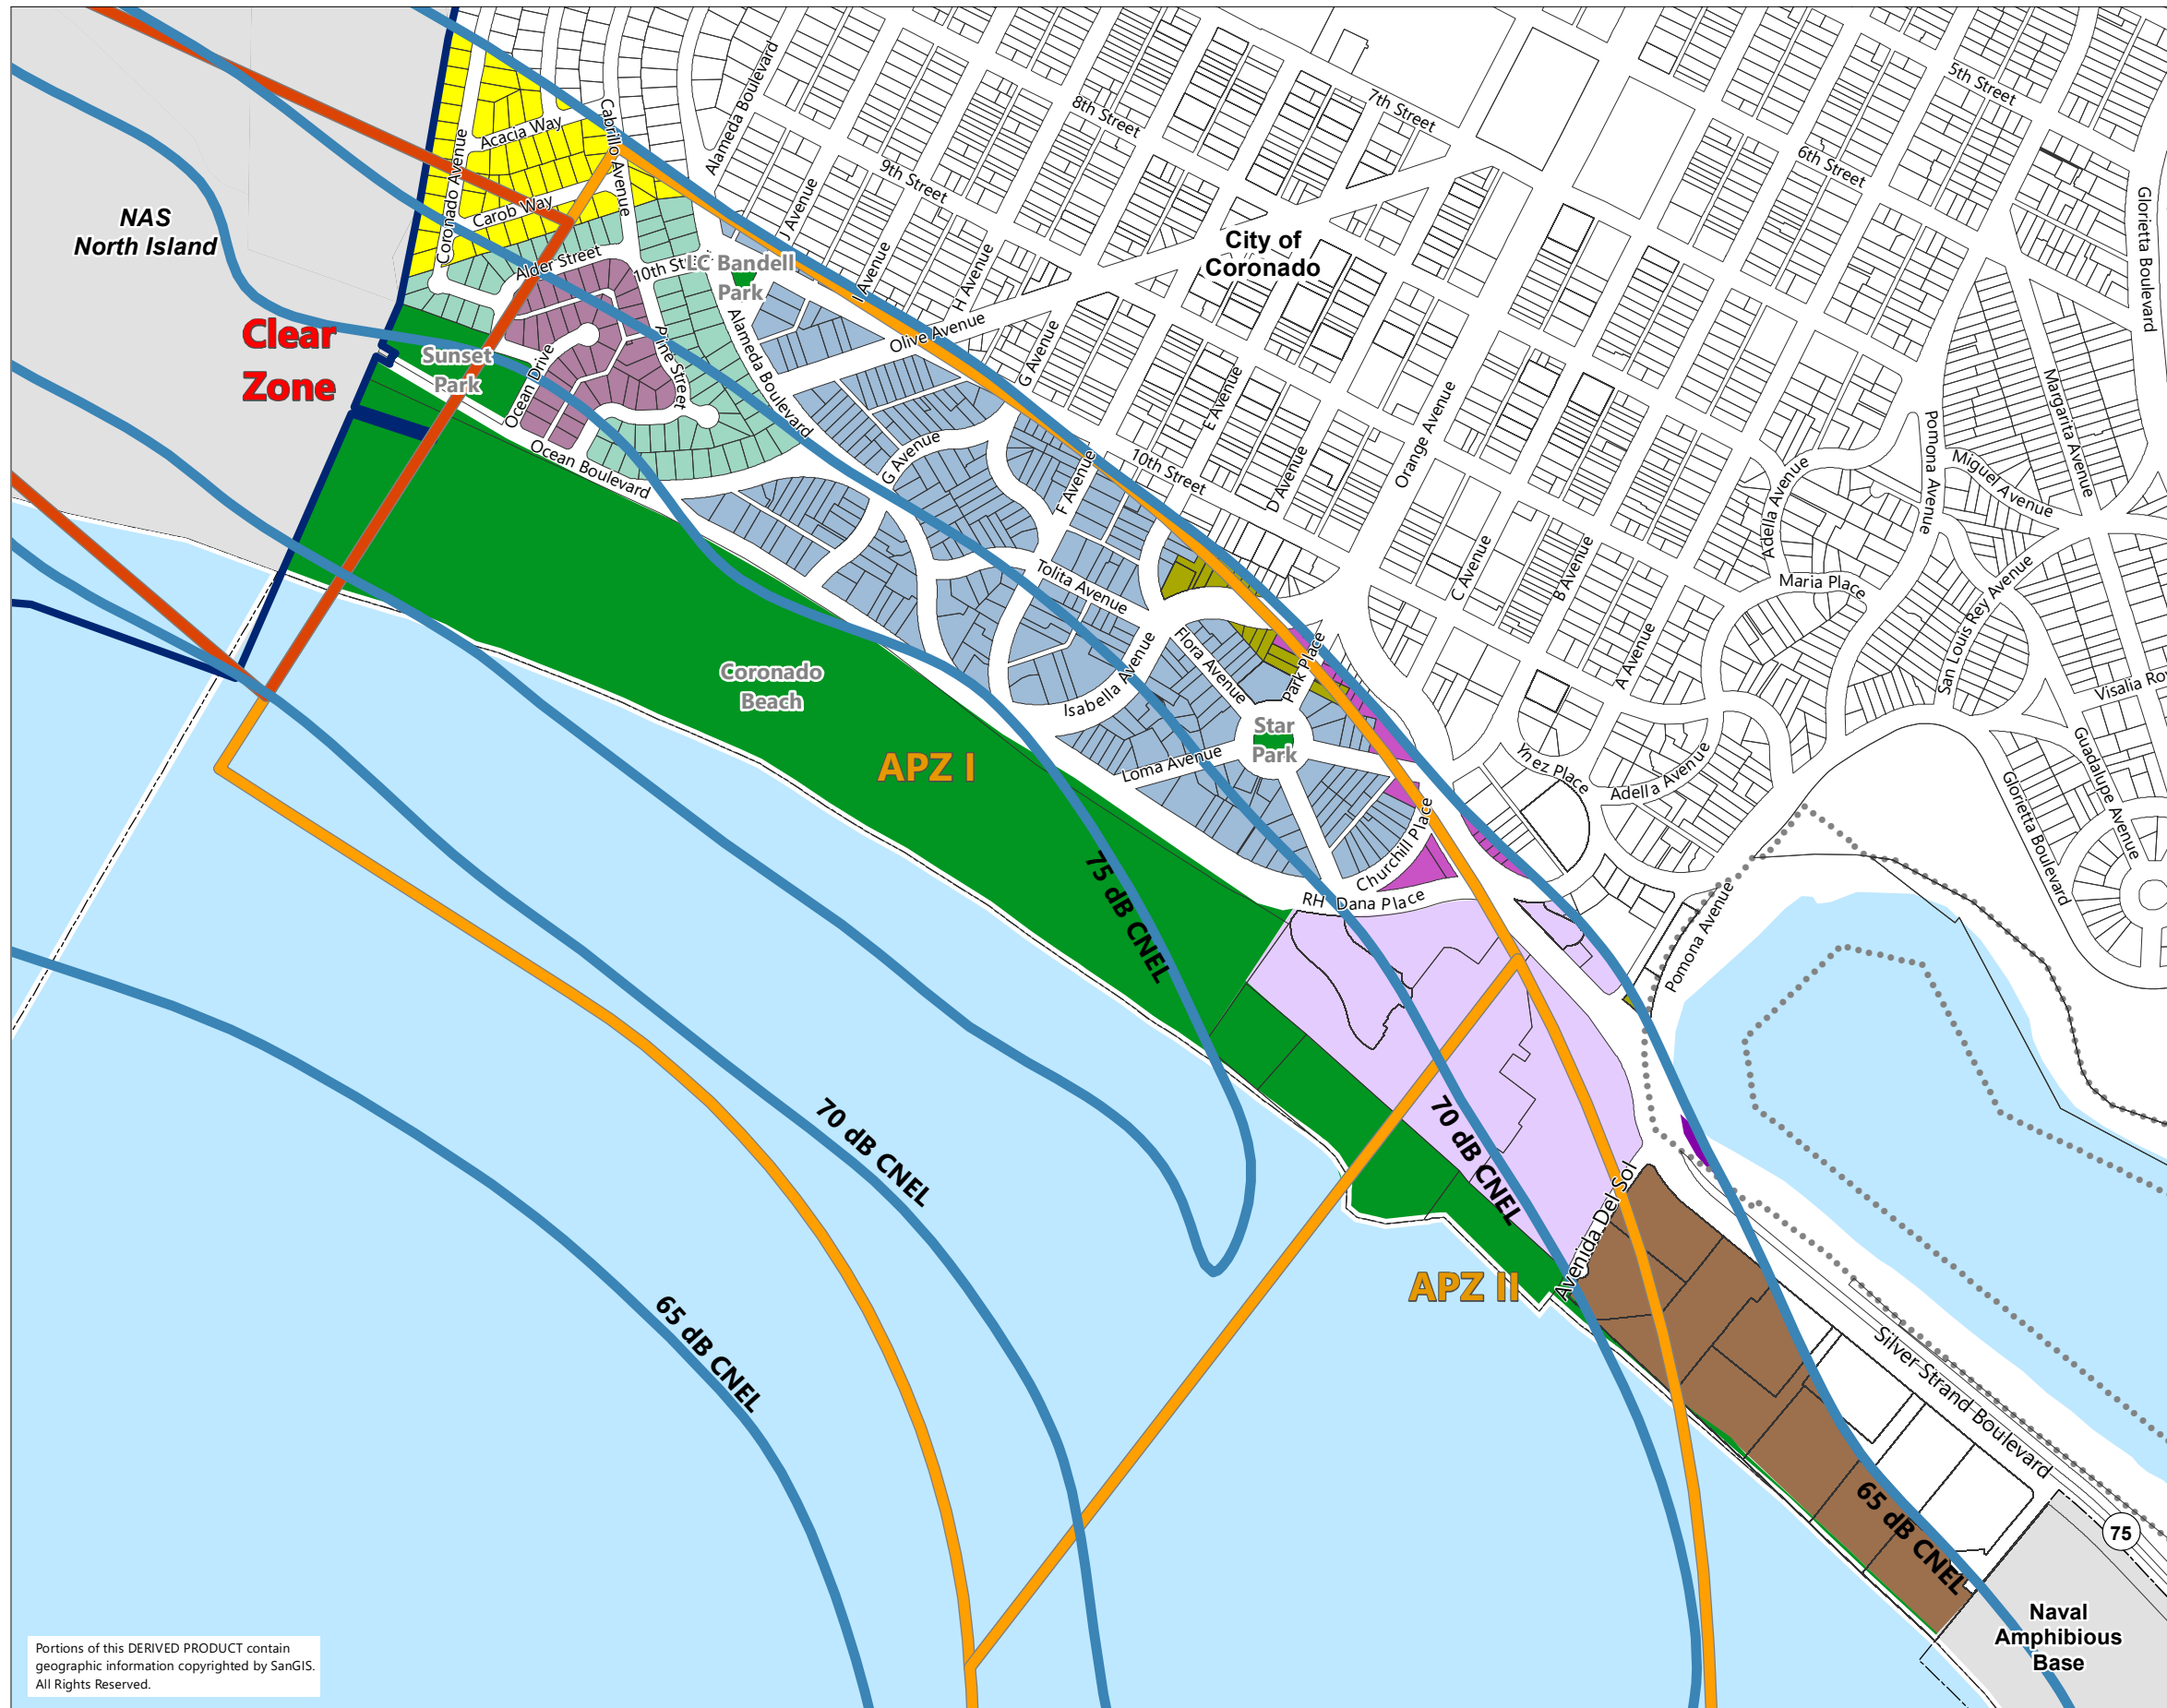 5th Street
7th Street
8th Street
6th Street
9th Street
Alameda Boulevard
Cabrillo Avenue
Acacia Way
Coronado Avenue
Carob Way
Glorietta Boulevard
NAS
North Island
J Avenue
I Avenue
H Avenue
City of
Coronado
Alder Street
10th Stre
LC Bandell
Park
Olive Avenue
G Avenue
Clear
Zone
Sunset
Park
Ocean Drive
Pine Street
Alameda Boulevard
Ocean Boulevard
G Avenue
F Avenue
E Avenue
D Avenue
10th Street
Orange Avenue
C Avenue
B Avenue
A Avenue
Adella Avenue
Pomona Avenue
Miguel Avenue
Margarita Avenue
Maria Place
San Louis Rey Avenue
Visalia Ro
Tolita Avenue
Flora Avenue
Isabella Avenue
Park Place
Star
Park
Loma Avenue
Coronado
Beach
APZ I
Ynez Place
Adella Avenue
Guadalupe Avenue
Glorietta Boulevard
Churchill Place
RH Dana Place
Pomona Avenue
75 dB CNEL
70 dB CNEL
70 dB CNEL
65 dB CNEL
APZ II
Avenida Del Sol
Silver Strand Boulevard
65 dB CNEL
75
Naval
Amphibious
Base
Portions of this DERIVED PRODUCT contain
geographic information copyrighted by SanGIS.
All Rights Reserved.